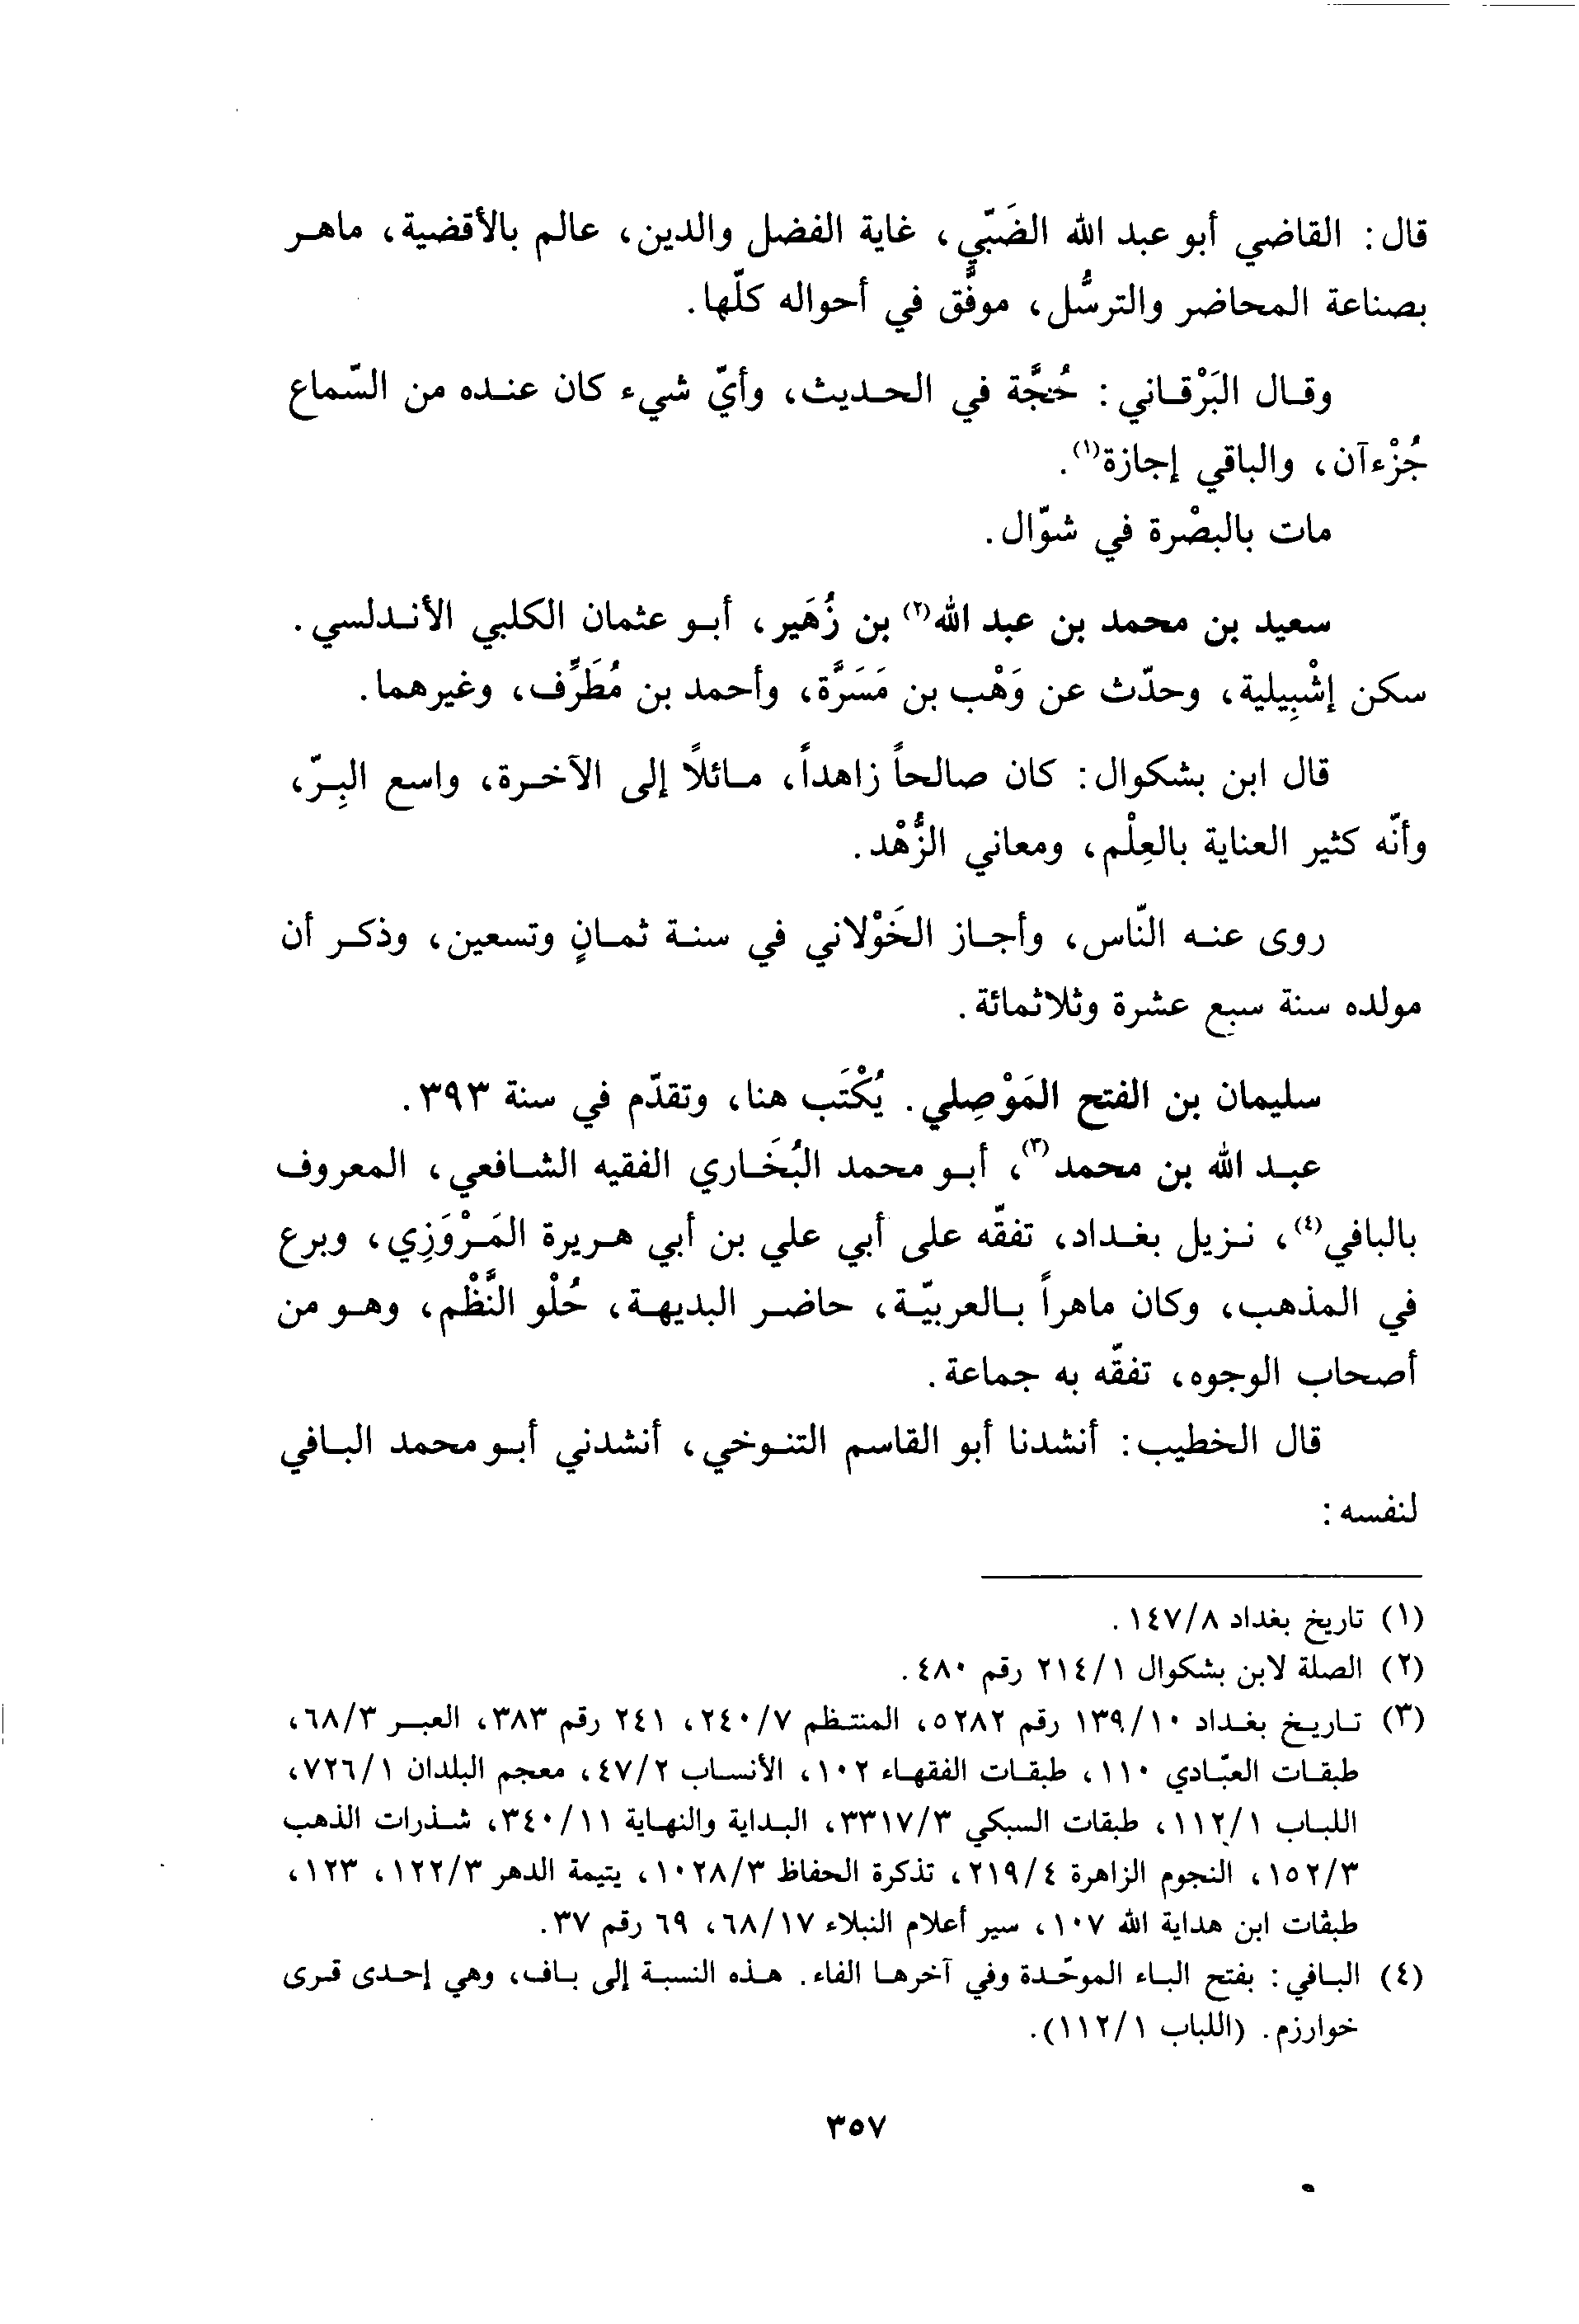 قال: القاضي أبو عبد الله الضَبّي، غاية الفضل والدين، عالم بالأقضية، ماهر
بصناعة المحاضر والترسُّل، موفَّق في أحواله كلّها.
وقال البَرْقاني: حُجَّة في الحديث، وأيّ شيء كان عنده من السّماع
جُزْءآن، والباقي إجازة(١).
مات بالبصْرة في شوّال.
سعيد بن محمد بن عبد الله(٢) بن زُهَير، أبو عثمان الكلبي الأندلسي.
سكن إشْبِيلية، وحدّث عن وَهْب بن مَسَرَّة، وأحمد بن مُطَرِّف، وغيرهما.
قال ابن بشكوال: كان صالحاً زاهداً، مائلاً إلى الآخرة، واسع البِرّ،
وأنّه كثير العناية بالعِلْم، ومعاني الزُّهْد.
روى عنه النّاس، وأجاز الخَوْلاني في سنة ثمانٍ وتسعين، وذكر أن
مولده سنة سبع عشرة وثلاثمائة.
سليمان بن الفتح المَوْصِلي. يُكْتَب هنا، وتقدّم في سنة ٣٩٣.
عبد الله بن محمد(٣)، أبو محمد البُخَاري الفقيه الشافعي، المعروف
بالبافي(٤)، نزيل بغداد، تفقّه على أبي علي بن أبي هريرة المَرْوَزِي، وبرع
في المذهب، وكان ماهراً بالعربيّة، حاضر البديهة، حُلْو النَّظْم، وهو من
أصحاب الوجوه، تفقّه به جماعة.
قال الخطيب: أنشدنا أبو القاسم التنوخي، أنشدني أبو محمد البافي
لنفسه:
(١) تاريخ بغداد ١٤٧/٨.
(٢) الصلة لابن بشكوال ٢١٤/١ رقم ٤٨٠.
(٣) تاريخ بغداد ١٣٩/١٠ رقم ٥٢٨٢، المنتظم ٢٤٠/٧، ٢٤١ رقم ٣٨٣، العبر ٦٨/٣،
طبقات العبّادي ١١٠، طبقات الفقهاء ١٠٢، الأنساب ٤٧/٢، معجم البلدان ٧٢٦/١،
اللباب ١١٢/١، طبقات السبكي ٣٣١٧/٣، البداية والنهاية ٣٤٠/١١، شذرات الذهب
١٥٢/٣، النجوم الزاهرة ٢١٩/٤، تذكرة الحفاظ ١٠٢٨/٣، يتيمة الدهر ١٢٢/٣، ١٢٣،
طبقات ابن هداية الله ١٠٧، سير أعلام النبلاء ٦٨/١٧، ٦٩ رقم ٣٧.
(٤) البافي: بفتح الباء الموحّدة وفي آخرها الفاء. هذه النسبة إلى باف، وهي إحدى قرى
خوارزم. (اللباب ١١٢/١).
٣٥٧